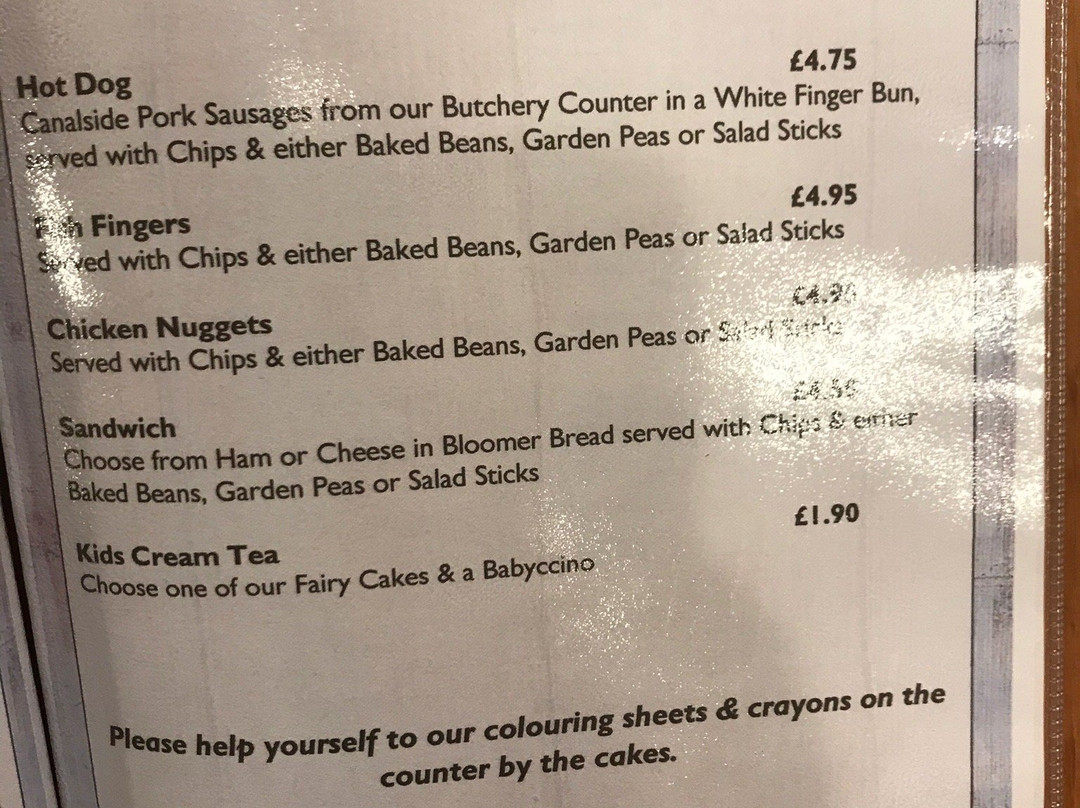 Hot Dog £4.75
Canalside Pork Sausages from our Butchery Counter in a White Finger Bun,
served with Chips & either Baked Beans, Garden Peas or Salad Sticks
Fish Fingers £4.95
Served with Chips & either Baked Beans, Garden Peas or Salad Sticks
Chicken Nuggets
Served with Chips & either Baked Beans, Garden Peas or Salad Sticks
Sandwich
Choose from Ham or Cheese in Bloomer Bread served with Chips & either
Baked Beans, Garden Peas or Salad Sticks
Kids Cream Tea £1.90
Choose one of our Fairy Cakes & a Babyccino
Please help yourself to our colouring sheets & crayons on the
counter by the cakes.